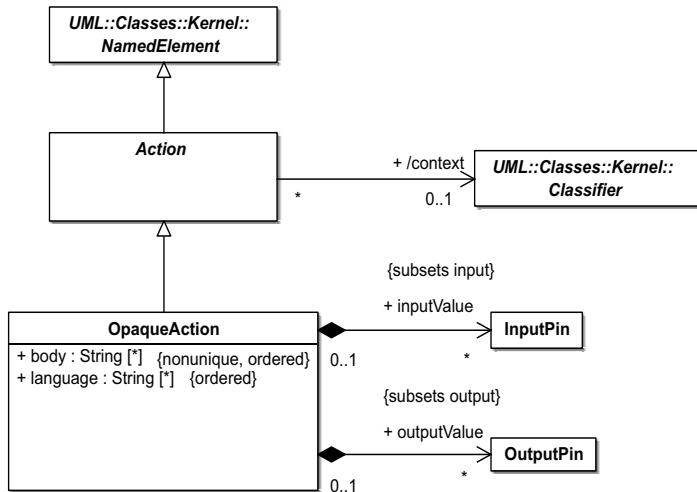 UML::Classes::Kernel::
NamedElement
Action
+ /context
*
0..1
UML::Classes::Kernel::
Classifier
{subsets input}
+ inputValue
0..1
*
InputPin
OpaqueAction
+ body : String [*] {nonunique, ordered}
+ language : String [*] {ordered}
{subsets output}
+ outputValue
0..1
*
OutputPin